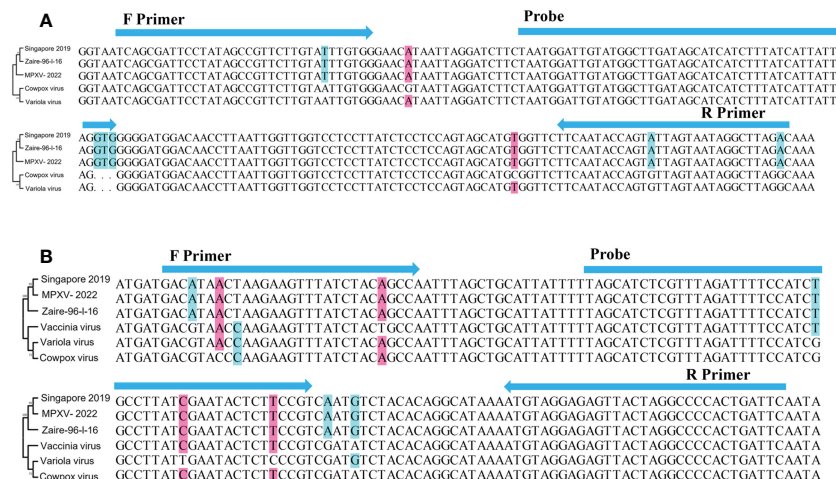 A
F Primer
Probe
Singapore 2019 GGTAATCAGCGATTCCTATAGCCGTTCTTGTATTTGTGGGAACATAATTAGGATCTTCTAATGGATTGTATGGCTTGATAGCATCATCTTTATCATTATT
Zaire-96-I-16 GGTAATCAGCGATTCCTATAGCCGTTCTTGTATTTGTGGGAACATAATTAGGATCTTCTAATGGATTGTATGGCTTGATAGCATCATCTTTATCATTATT
MPXV- 2022 GGTAATCAGCGATTCCTATAGCCGTTCTTGTATTTGTGGGAACATAATTAGGATCTTCTAATGGATTGTATGGCTTGATAGCATCATCTTTATCATTATT
Cowpox virus GGTAATCAGCGATTCCTATAGCCGTTCTTGTAATTGTGGGAACGTAATTAGGATCTTCTAATGGATTGTATGGCTTGATAGCATCATCTTTATCATTATT
Variola virus GGTAATCAGCGATTCCTATAGCCGTTCTTGTAATTGTGGGAACATAATTAGGATCTTCTAATGGATTGTATGGCTTGATAGCATCATCTTTATCATTATT
R Primer
Singapore 2019 AGGTGGGGGATGGACAACCTTAATTGGTTGGTCCTCCTTATCTCCTCCAGTAGCATGTGGTTCTTCAATACCAGTATTAGTAATAGGCTTAGACAAA
Zaire-96-I-16 AGGTGGGGGATGGACAACCTTAATTGGTTGGTCCTCCTTATCTCCTCCAGTAGCATGTGGTTCTTCAATACCAGTATTAGTAATAGGCTTAGACAAA
MPXV- 2022 AGGTGGGGGATGGACAACCTTAATTGGTTGGTCCTCCTTATCTCCTCCAGTAGCATGTGGTTCTTCAATACCAGTATTAGTAATAGGCTTAGACAAA
Cowpox virus AG. . . GGGGATGGACAACCTTAATTGGTTGGTCCTCCTTATCTCCTCCAGTAGCATGCGGTTCTTCAATACCAGTGTTAGTAATAGGCTTAGGCAAA
Variola virus AG. . . GGGGATGGACAACCTTAATTGGTTGGTCCTCCTTATCTCCTCCAGTAGCATGTGGTTCTTCAATACCAGTGTTAGTAATAGGCTTAGGCAAA
B
F Primer
Probe
Singapore 2019 ATGATGACATAACTAAGAAGTTTATCTACAGCCAATTTAGCTGCATTATTTTTAGCATCTCGTTTAGATTTTCCATCT
MPXV- 2022 ATGATGACATAACTAAGAAGTTTATCTACAGCCAATTTAGCTGCATTATTTTTAGCATCTCGTTTAGATTTTCCATCT
Zaire-96-I-16 ATGATGACATAACTAAGAAGTTTATCTACAGCCAATTTAGCTGCATTATTTTTAGCATCTCGTTTAGATTTTCCATCT
Vaccinia virus ATGATGACGTAACCAAGAAGTTTATCTACTGCCAATTTAGCTGCATTATTTTTAGCATCTCGTTTAGATTTTCCATCT
Variola virus ATGATGACGTAACCAAGAAGTTTATCTACAGCCAATTTAGCTGCATTATTTTTAGCATCTCGTTTAGATTTTCCATCG
Cowpox virus ATGATGACGTACCCAAGAAGTTTATCTACAGCCAATTTAGCTGCATTATTTTTAGCATCTCGTTTAGATTTTCCATCG
R Primer
Singapore 2019 GCCTTATCGAATACTCTTCCGTCAATGTCTACACAGGCATAAAATGTAGGAGAGTTACTAGGCCCCACTGATTCAATA
MPXV- 2022 GCCTTATCGAATACTCTTCCGTCAATGTCTACACAGGCATAAAATGTAGGAGAGTTACTAGGCCCCACTGATTCAATA
Zaire-96-I-16 GCCTTATCGAATACTCTTCCGTCAATGTCTACACAGGCATAAAATGTAGGAGAGTTACTAGGCCCCACTGATTCAATA
Vaccinia virus GCCTTATCGAATACTCTTCCGTCGATATCTACACAGGCATAAAATGTAGGAGAGTTACTAGGCCCCACTGATTCAATA
Variola virus GCCTTATTGAATACTCTCCCGTCGATGTCTACACAGGCATAAAATGTAGGAGAGTTACTAGGCCCCACTGATTCAATA
Cowpox virus GCCTTATCGAATACTCTTCCGTCGATATCTACACAGGCATAAAATGTAGGAGAGTTACTAGGCCCCACTGATTCAATA